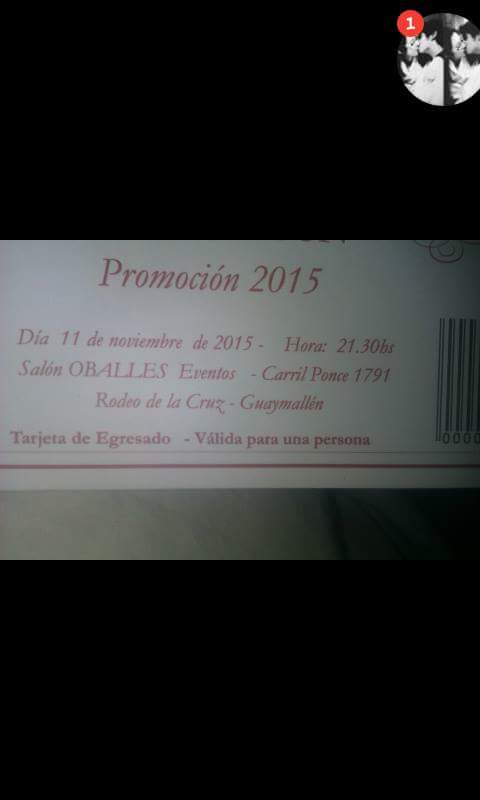 1
Promoción 2015
Día 11 de noviembre de 2015 - Hora: 21.30hs
Salón OBALLES Eventos - Carril Ponce 1791
Rodeo de la Cruz - Guaymallén
Tarjeta de Egresado - Válida para una persona
0000